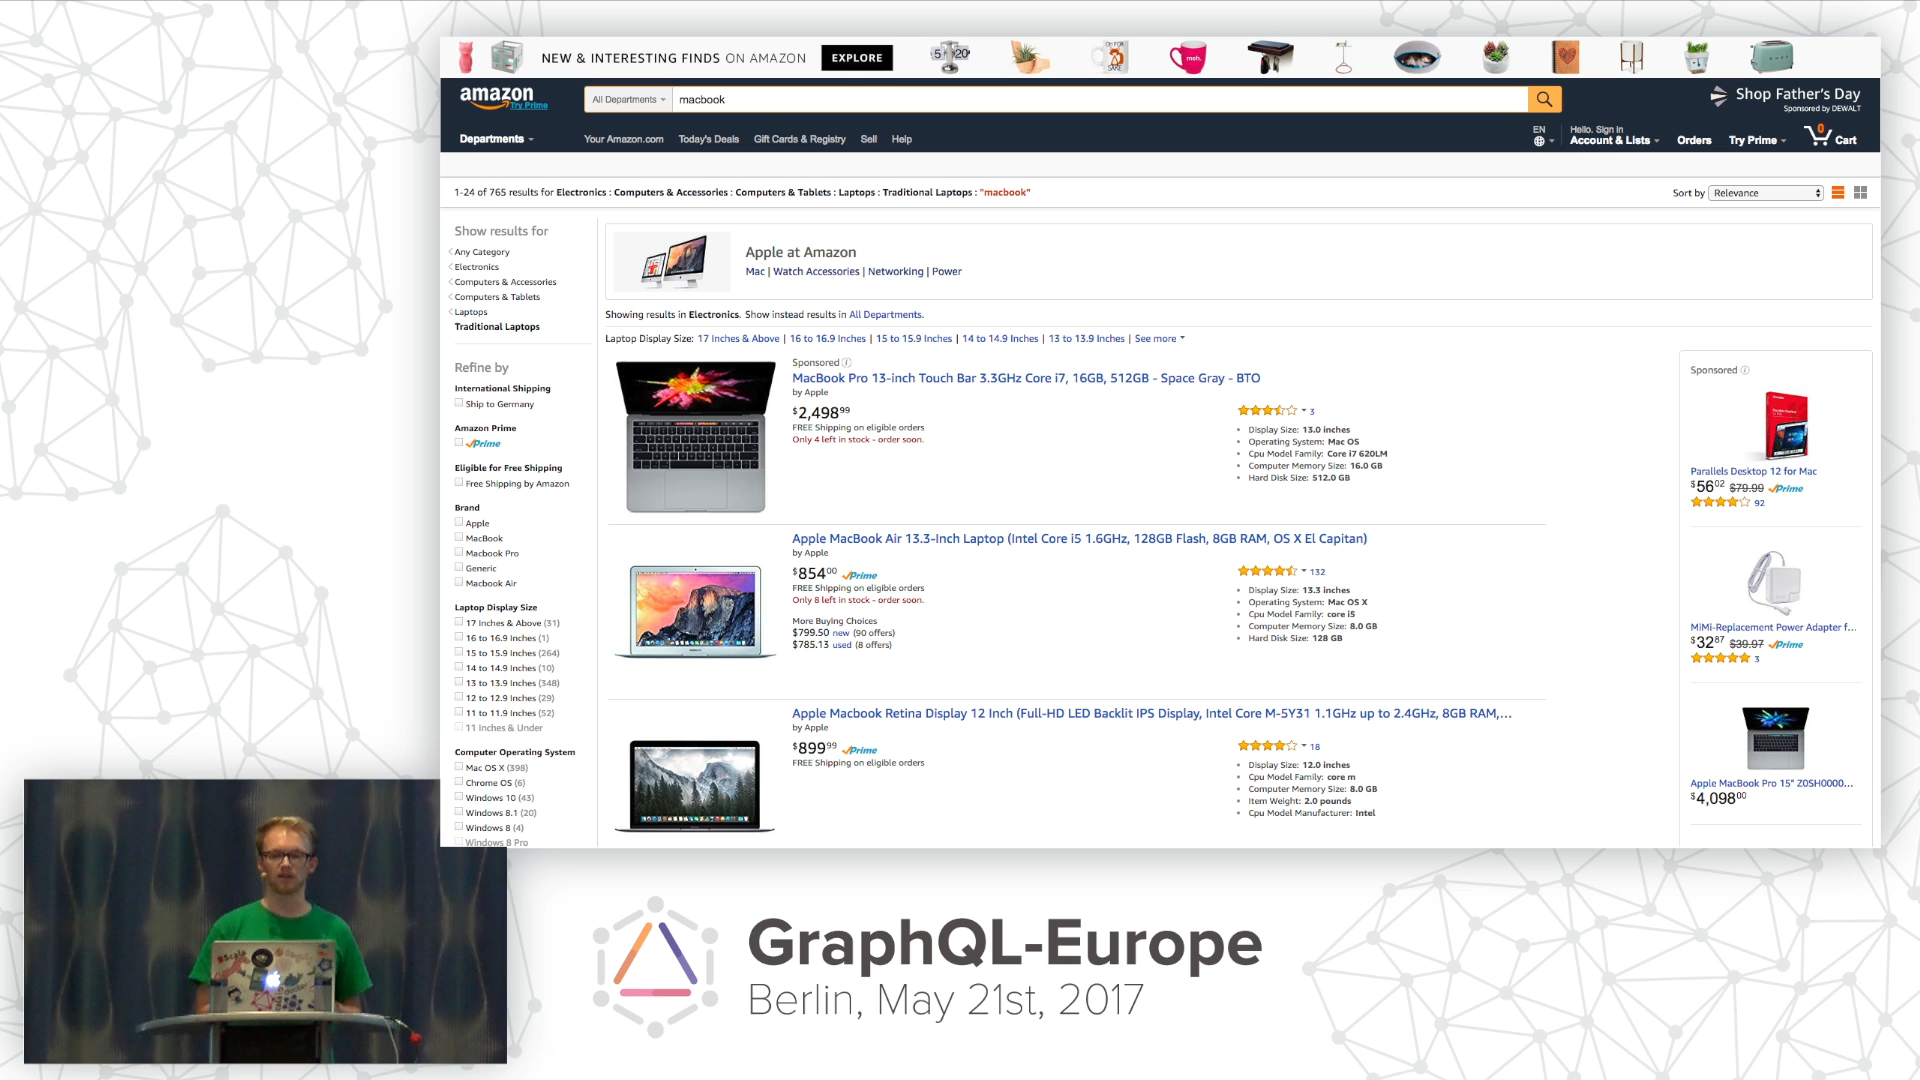 NEW & INTERESTING FINDS ON AMAZON EXPLORE
amazon
Try Prime
All Departments
macbook
Shop Father's Day
Sponsored by DEWALT
Departments
Your Amazon.com Today's Deals Gift Cards & Registry Sell Help
EN
Hello. Sign in
Account & Lists
Orders
Try Prime
0
Cart
1-24 of 765 results for Electronics : Computers & Accessories : Computers & Tablets : Laptops : Traditional Laptops : "macbook"
Sort by Relevance
Show results for
Any Category
Electronics
Computers & Accessories
Computers & Tablets
Laptops
Traditional Laptops
Refine by
International Shipping
Ship to Germany
Amazon Prime
Prime
Eligible for Free Shipping
Free Shipping by Amazon
Brand
Apple
MacBook
Macbook Pro
Generic
Macbook Air
Laptop Display Size
17 Inches & Above (31)
16 to 16.9 Inches (1)
15 to 15.9 Inches (264)
14 to 14.9 Inches (10)
13 to 13.9 Inches (348)
12 to 12.9 Inches (29)
11 to 11.9 Inches (52)
11 Inches & Under
Computer Operating System
Mac OS X (398)
Chrome OS (6)
Windows 10 (43)
Windows 8.1 (20)
Windows 8 (4)
Windows 8 Pro
Apple at Amazon
Mac | Watch Accessories | Networking | Power
Showing results in Electronics. Show instead results in All Departments.
Laptop Display Size: 17 Inches & Above | 16 to 16.9 Inches | 15 to 15.9 Inches | 14 to 14.9 Inches | 13 to 13.9 Inches | See more
Sponsored
MacBook Pro 13-inch Touch Bar 3.3GHz Core i7, 16GB, 512GB - Space Gray - BTO
by Apple
$2,498 99
FREE Shipping on eligible orders
Only 4 left in stock - order soon.
3
Display Size: 13.0 inches
Operating System: Mac OS
Cpu Model Family: Core i7 620LM
Computer Memory Size: 16.0 GB
Hard Disk Size: 512.0 GB
Apple MacBook Air 13.3-Inch Laptop (Intel Core i5 1.6GHz, 128GB Flash, 8GB RAM, OS X El Capitan)
by Apple
$854 00 Prime
FREE Shipping on eligible orders
Only 8 left in stock - order soon.
More Buying Choices
$799.50 new (90 offers)
$785.13 used (8 offers)
132
Display Size: 13.3 inches
Operating System: Mac OS X
Cpu Model Family: core i5
Computer Memory Size: 8.0 GB
Hard Disk Size: 128 GB
Apple Macbook Retina Display 12 Inch (Full-HD LED Backlit IPS Display, Intel Core M-5Y31 1.1GHz up to 2.4GHz, 8GB RAM,...
by Apple
$899 99 Prime
FREE Shipping on eligible orders
18
Display Size: 12.0 inches
Cpu Model Family: core m
Computer Memory Size: 8.0 GB
Item Weight: 2.0 pounds
Cpu Model Manufacturer: Intel
Sponsored
Parallels Desktop 12 for Mac
$56 02 $79.99 Prime
92
MiMi-Replacement Power Adapter f...
$32 87 $39.97 Prime
3
Apple MacBook Pro 15" Z0SH0000...
$4,098 00
Scala
GraphQL-Europe
Berlin, May 21st, 2017